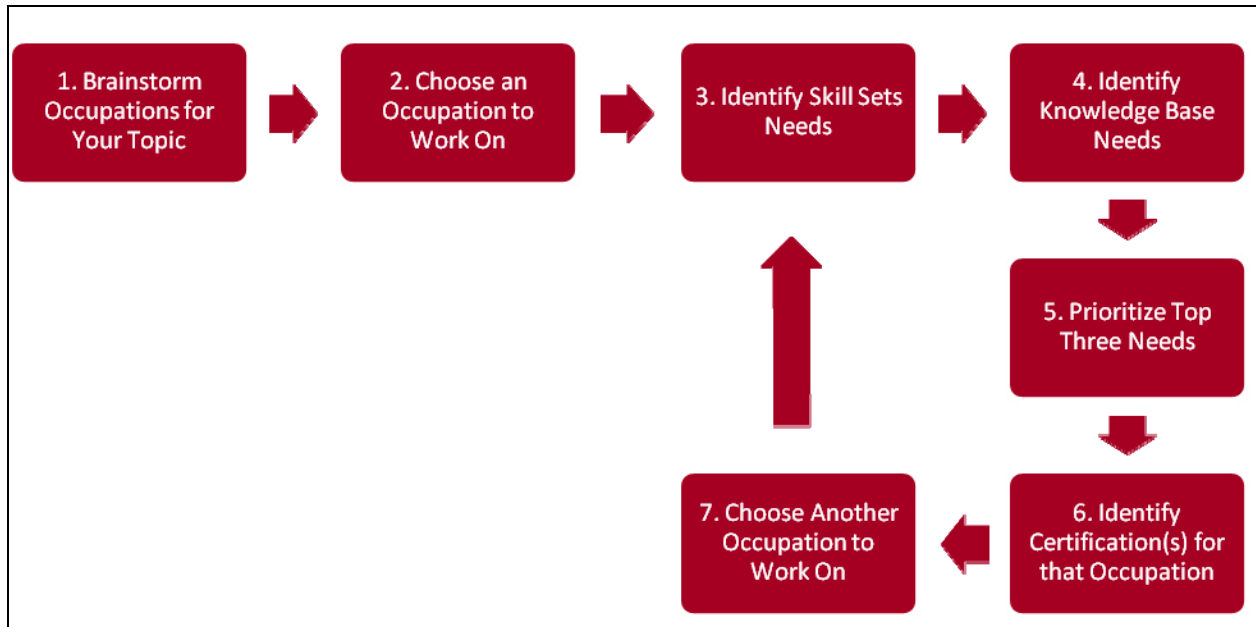 1. Brainstorm
Occupations for
Your Topic
2. Choose an
Occupation to
Work On
3. Identify Skill Sets
Needs
4. Identify
Knowledge Base
Needs
5. Prioritize Top
Three Needs
6. Identify
Certification(s) for
that Occupation
7. Choose Another
Occupation to
Work On